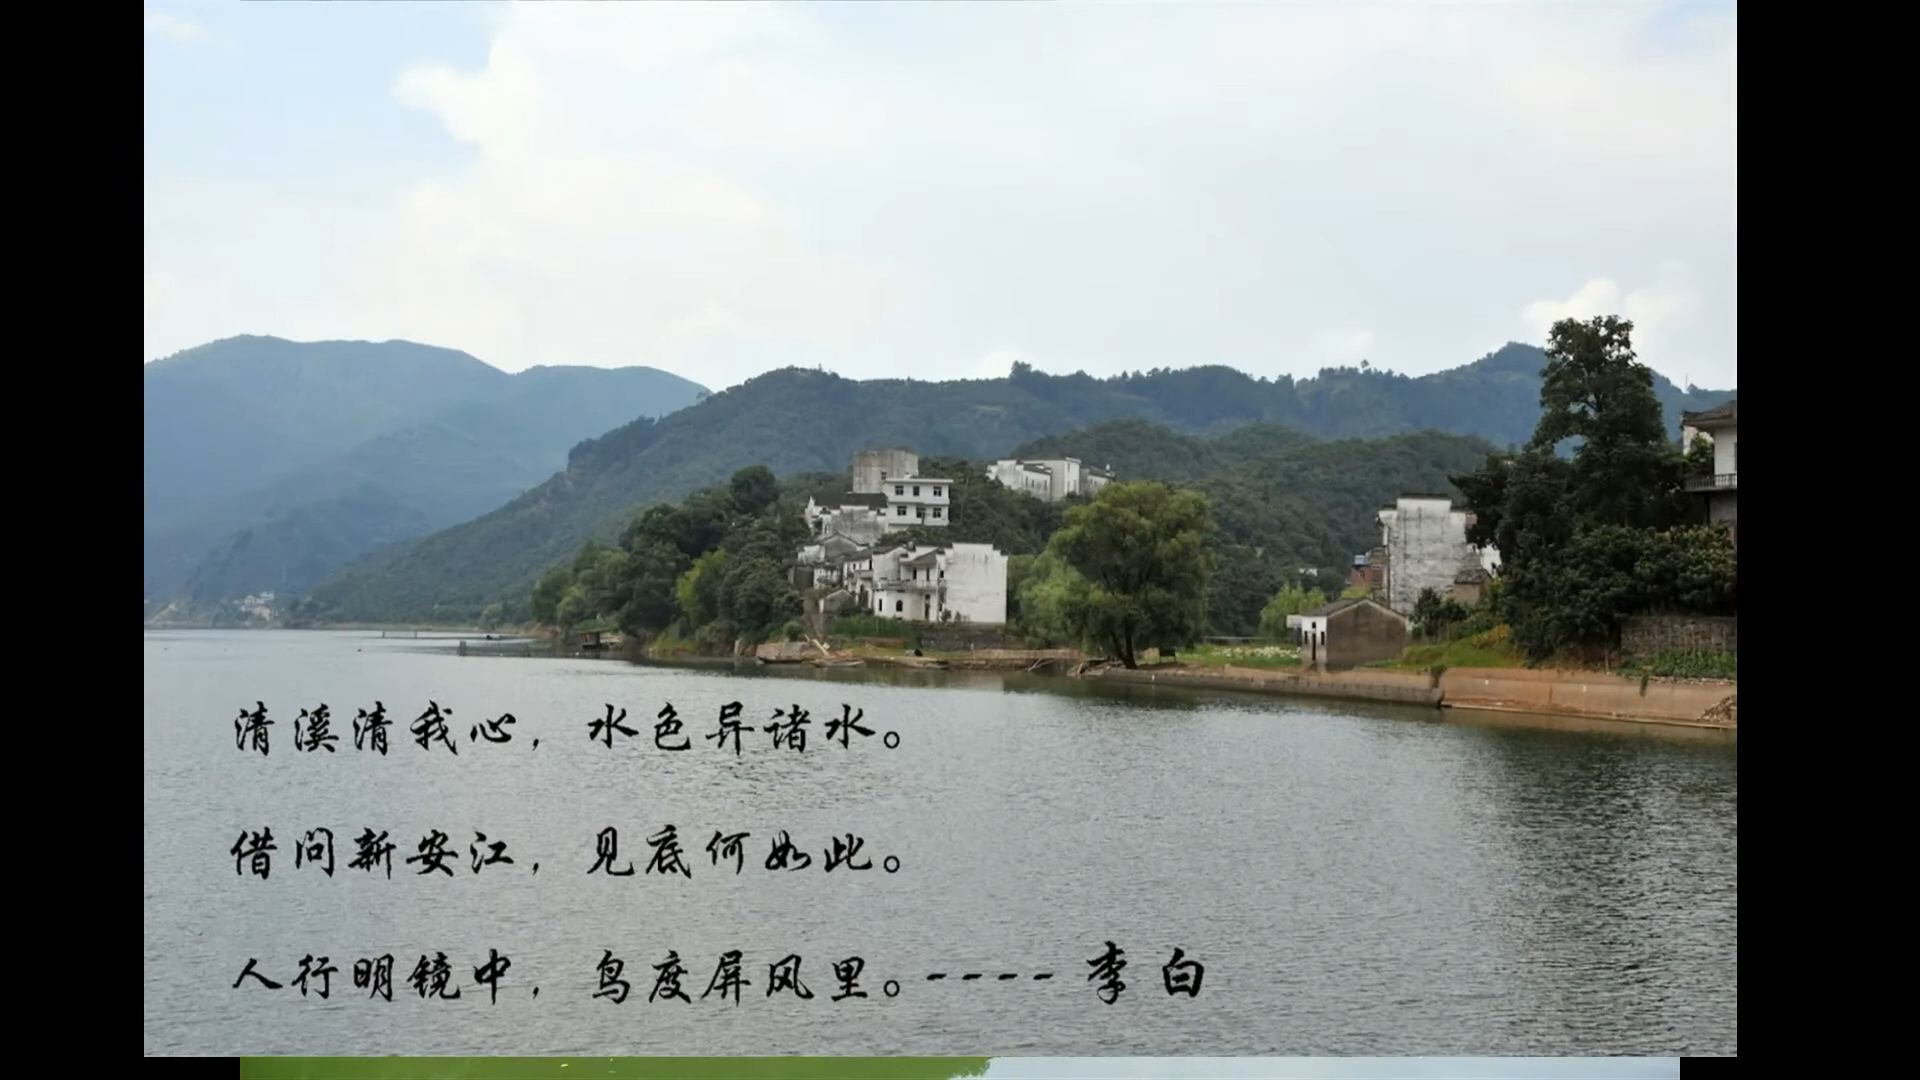 清溪清我心，水色异诸水。
借问新安江，见底何如此。
人行明镜中，鸟度屏风里。----李白